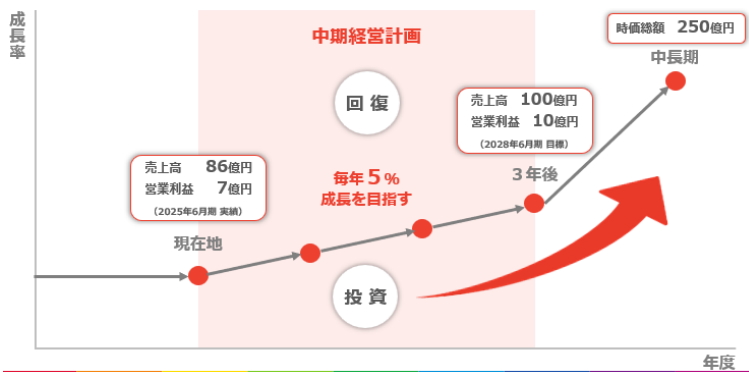 成長率
中期経営計画
時価総額 250億円
中長期
回復
売上高 100億円
営業利益 10億円
(2028年6月期 目標)
売上高 86億円
営業利益 7億円
(2025年6月期 実績)
毎年5%
成長を目指す
3年後
現在地
投資
年度